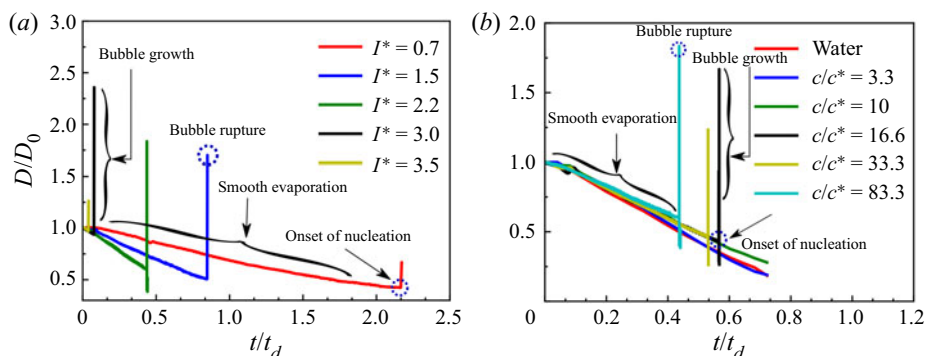 (a)
3.0
2.5
2.0
1.5
1.0
0.5
0
0.5
1.0
1.5
2.0
2.5
D/D0
t/td
Bubble growth
Bubble rupture
Smooth evaporation
Onset of nucleation
I* = 0.7
I* = 1.5
I* = 2.2
I* = 3.0
I* = 3.5
(b)
2.0
1.5
1.0
0.5
0
0.2
0.4
0.6
0.8
1.0
1.2
t/td
Bubble rupture
Bubble growth
Smooth evaporation
Onset of nucleation
Water
c/c* = 3.3
c/c* = 10
c/c* = 16.6
c/c* = 33.3
c/c* = 83.3